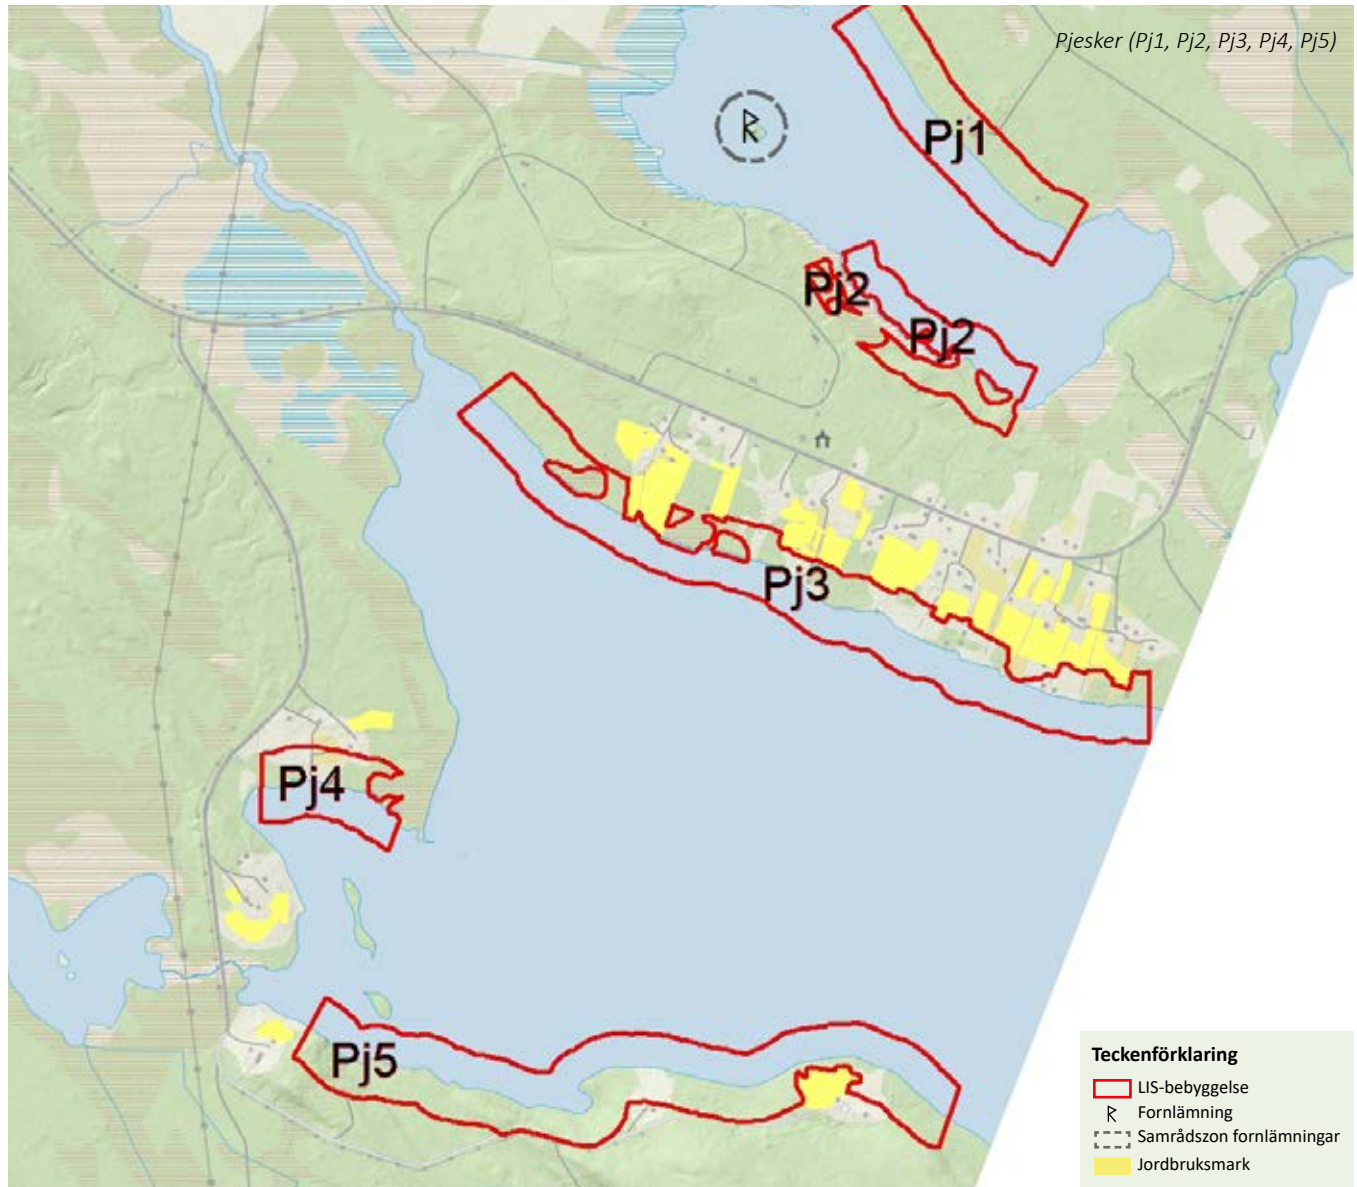 Pjesker (Pj1, Pj2, Pj3, Pj4, Pj5)
Pj1
Pj2
Pj2
Pj3
Pj4
Pj5
Teckenförklaring
LIS-bebyggelse
Fornlämning
Samrådszon fornlämningar
Jordbruksmark